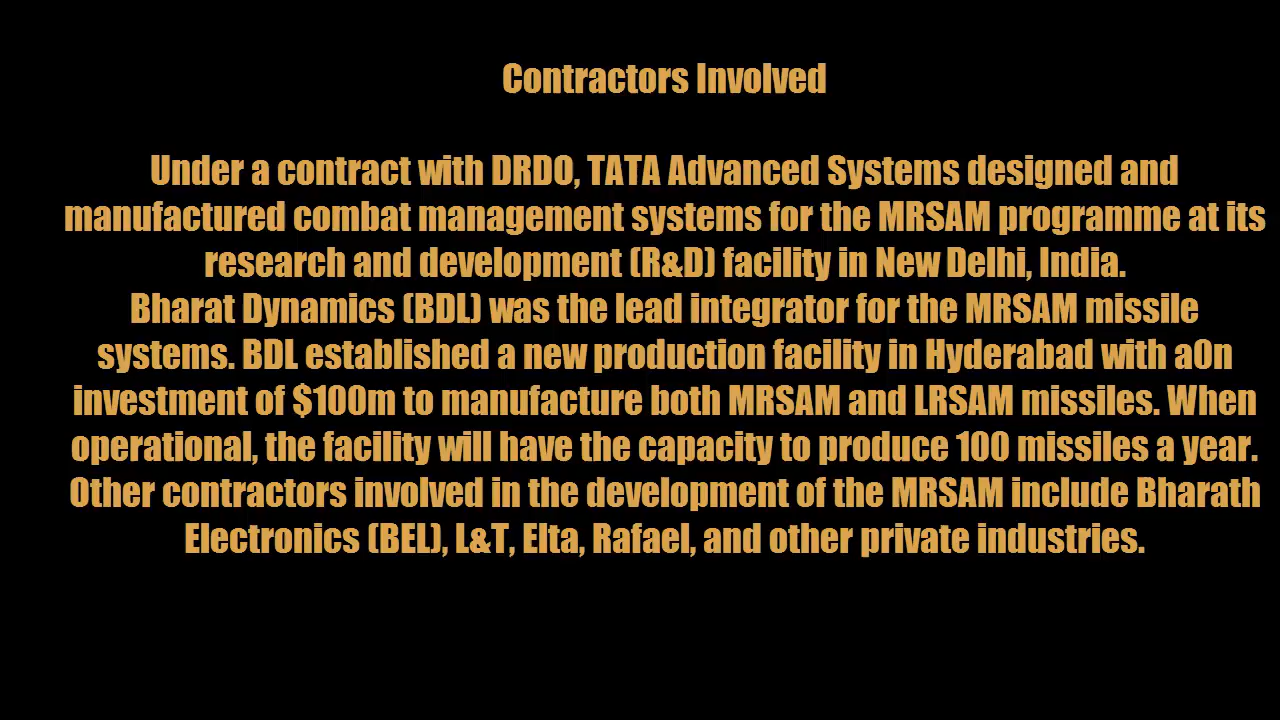 Contractors Involved
Under a contract with DRDO, TATA Advanced Systems designed and
manufactured combat management systems for the MRSAM programme at its
research and development (R&D) facility in New Delhi, India.
Bharat Dynamics (BDL) was the lead integrator for the MRSAM missile
systems. BDL established a new production facility in Hyderabad with a0n
investment of $100m to manufacture both MRSAM and LRSAM missiles. When
operational, the facility will have the capacity to produce 100 missiles a year.
Other contractors involved in the development of the MRSAM include Bharath
Electronics (BEL), L&T, Elta, Rafael, and other private industries.